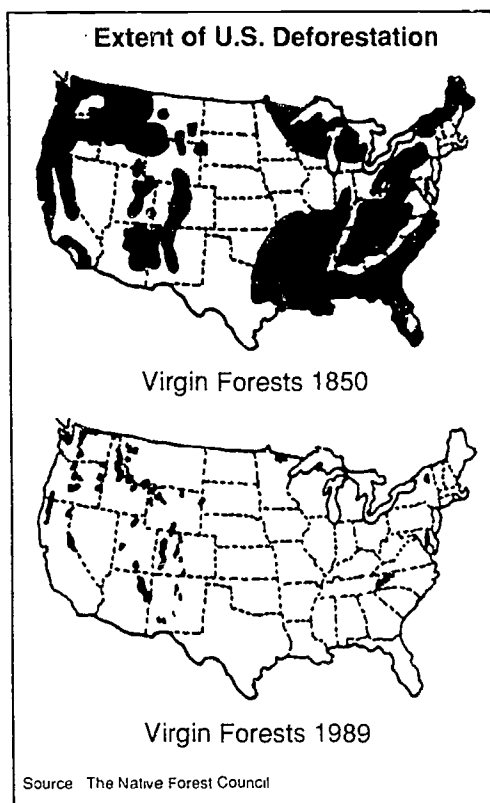 Extent of U.S. Deforestation
Virgin Forests 1850
Virgin Forests 1989
Source The Native Forest Council